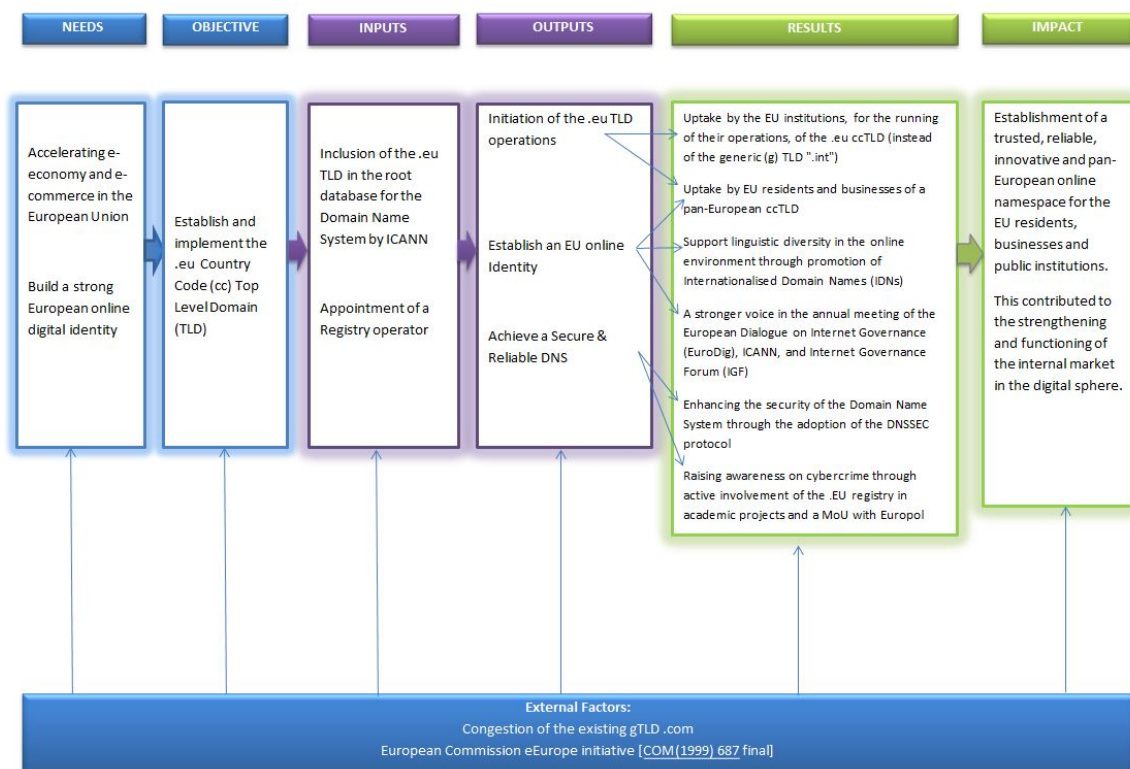 NEEDS
OBJECTIVE
INPUTS
OUTPUTS
RESULTS
IMPACT
Accelerating e-
economy and e-
commerce in the
European Union
Build a strong
European online
digital identity
Establish and
implement the
.eu Country
Code (cc) Top
Level Domain
(TLD)
Inclusion of the .eu
TLD in the root
database for the
Domain Name
System by ICANN
Appointment of a
Registry operator
Initiation of the .eu TLD
operations
Establish an EU online
Identity
Achieve a Secure &
Reliable DNS
Uptake by the EU institutions, for the running
of their operations, of the .eu ccTLD (instead
of the generic (g) TLD ".int")
Uptake by EU residents and businesses of a
pan-European ccTLD
Support linguistic diversity in the online
environment through promotion of
Internationalised Domain Names (IDNs)
A stronger voice in the annual meeting of the
European Dialogue on Internet Governance
(EuroDig), ICANN, and Internet Governance
Forum (IGF)
Enhancing the security of the Domain Name
System through the adoption of the DNSSEC
protocol
Raising awareness on cybercrime through
active involvement of the .EU registry in
academic projects and a MoU with Europol
Establishment of a
trusted, reliable,
innovative and pan-
European online
namespace for the
EU residents,
businesses and
public institutions.
This contributed to
the strengthening
and functioning of
the internal market
in the digital sphere.
External Factors:
Congestion of the existing gTLD .com
European Commission eEurope initiative [COM(1999) 687 final]